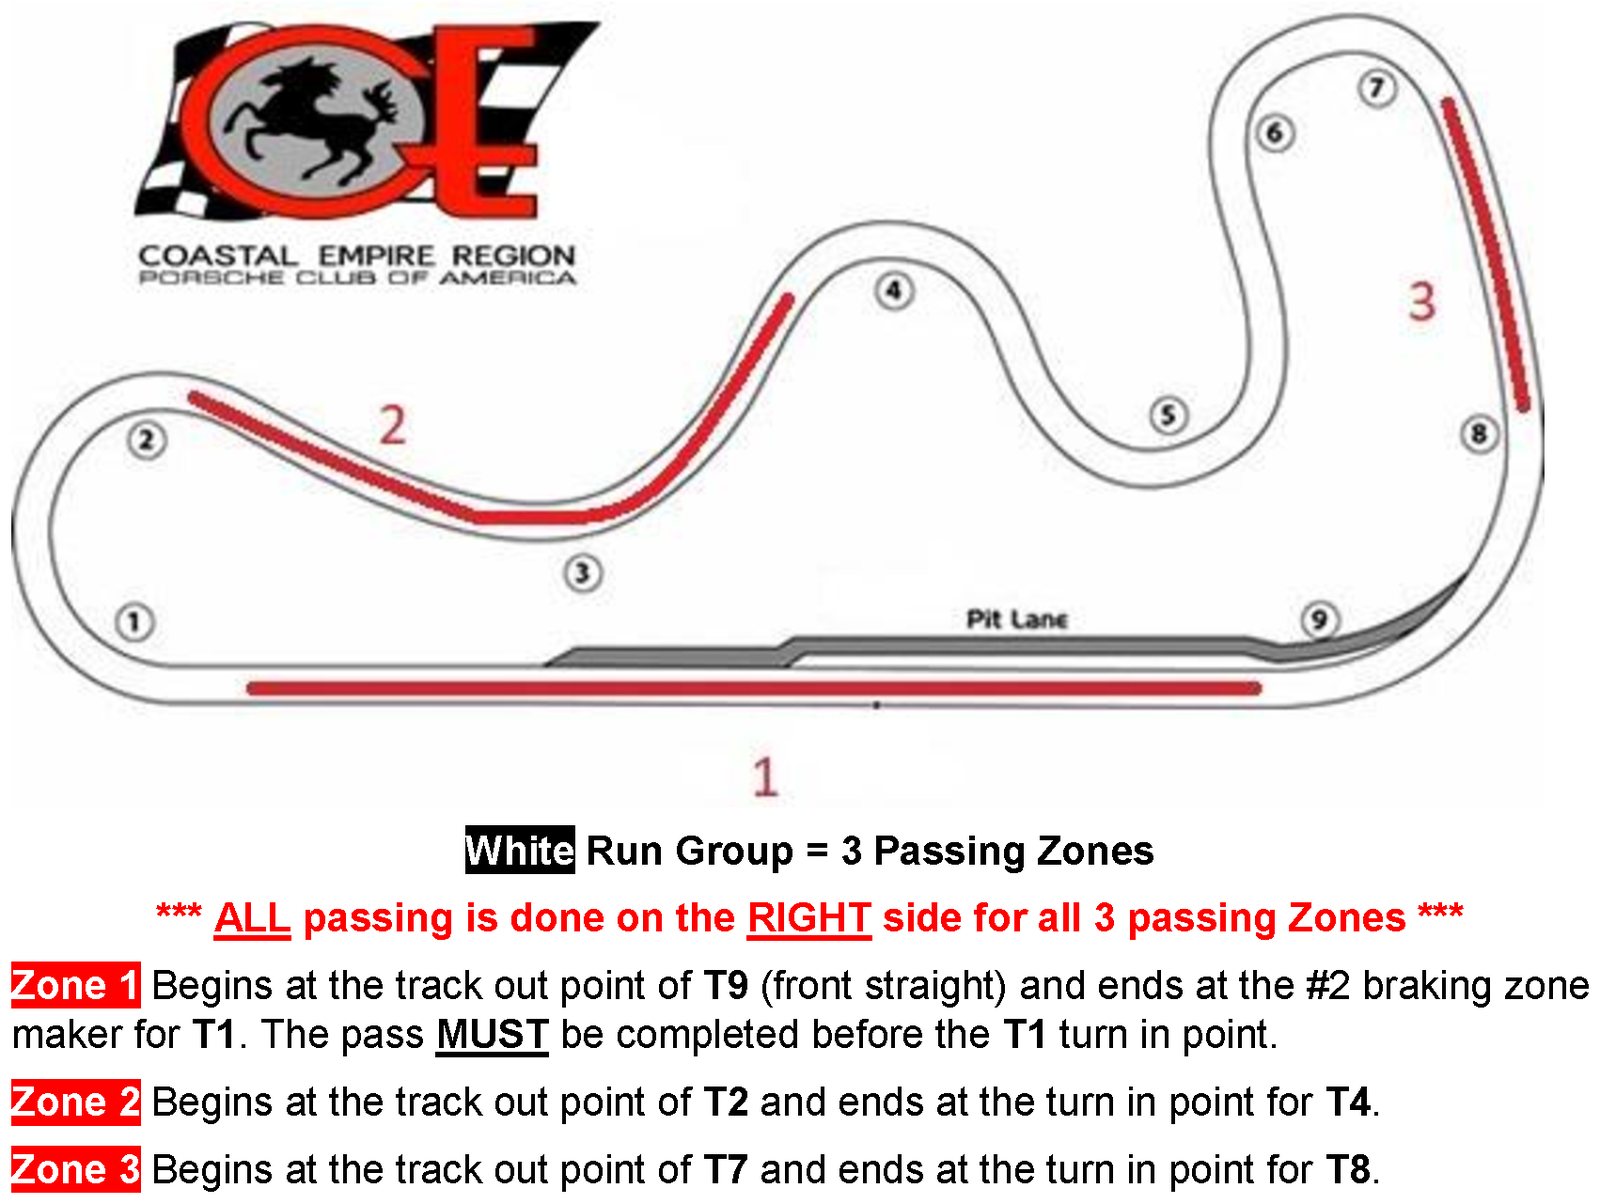 CE
COASTAL EMPIRE REGION
PORSCHE CLUB OF AMERICA
7
6
3
4
2
5
8
2
3
1
Pit Lane
9
1
White Run Group = 3 Passing Zones
*** ALL passing is done on the RIGHT side for all 3 passing Zones ***
Zone 1 Begins at the track out point of T9 (front straight) and ends at the #2 braking zone
maker for T1. The pass MUST be completed before the T1 turn in point.
Zone 2 Begins at the track out point of T2 and ends at the turn in point for T4.
Zone 3 Begins at the track out point of T7 and ends at the turn in point for T8.